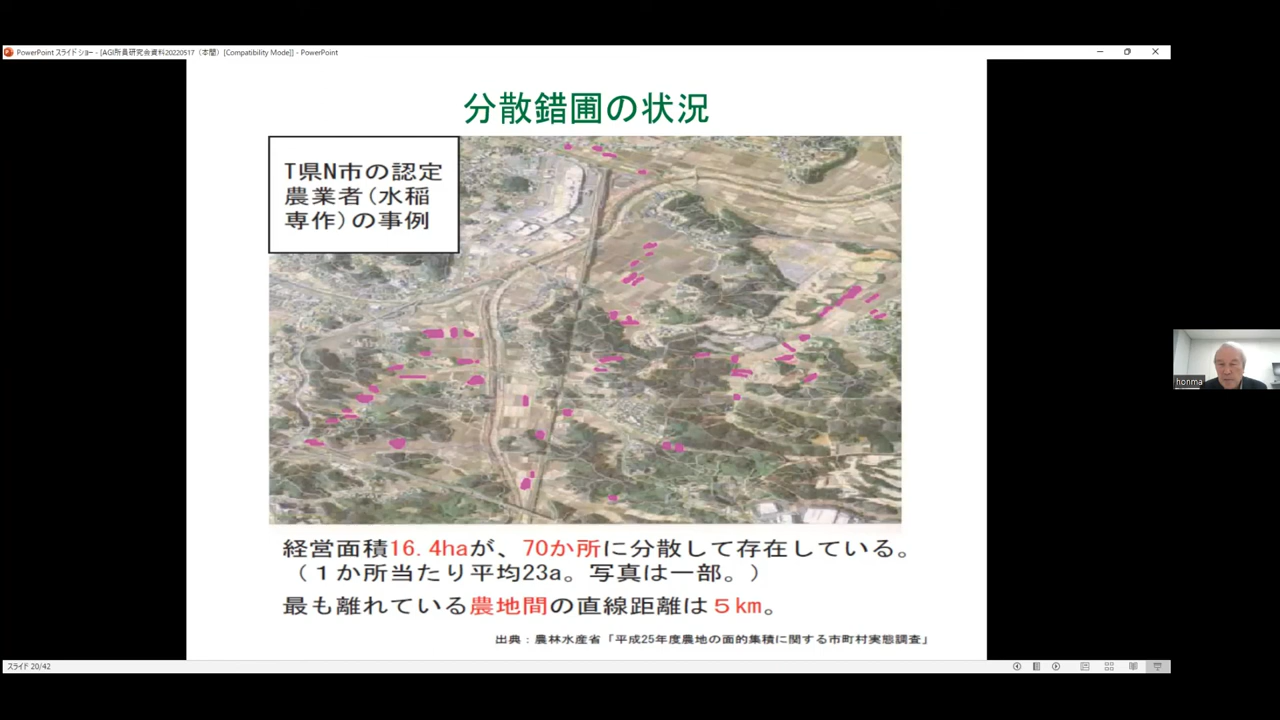 PowerPoint スライド ショー - [AGI所員研究会資料20220517（本間）[Compatibility Mode]] - PowerPoint
分散錯圃の状況
T県N市の認定
農業者(水稲
専作)の事例
経営面積16.4haが、70か所に分散して存在している。
（１か所当たり平均23a。写真は一部。）
最も離れている農地間の直線距離は５km。
出典：農林水産省「平成25年度農地の面的集積に関する市町村実態調査」
honma
スライド 20/42